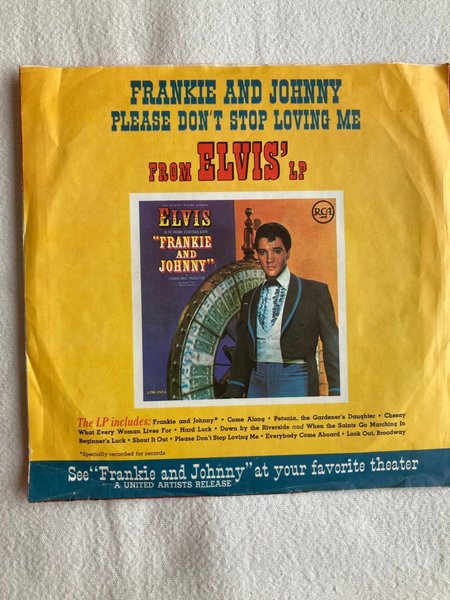 FRANKIE AND JOHNNY
PLEASE DON'T STOP LOVING ME
FROM ELVIS' LP
ELVIS
"FRANKIE
AND
JOHNNY"
RCA
The LP includes: Frankie and Johnny* • Come Along • Petunia, the Gardener's Daughter • Chesay
What Every Woman Lives For • Hard Luck • Down by the Riverside and When the Saints Go Marching In
Beginner's Luck • Shout It Out • Please Don't Stop Loving Me • Everybody Come Aboard • Look Out, Broadway
*Specially recorded for records
See "Frankie and Johnny" at your favorite theater
A UNITED ARTISTS RELEASE